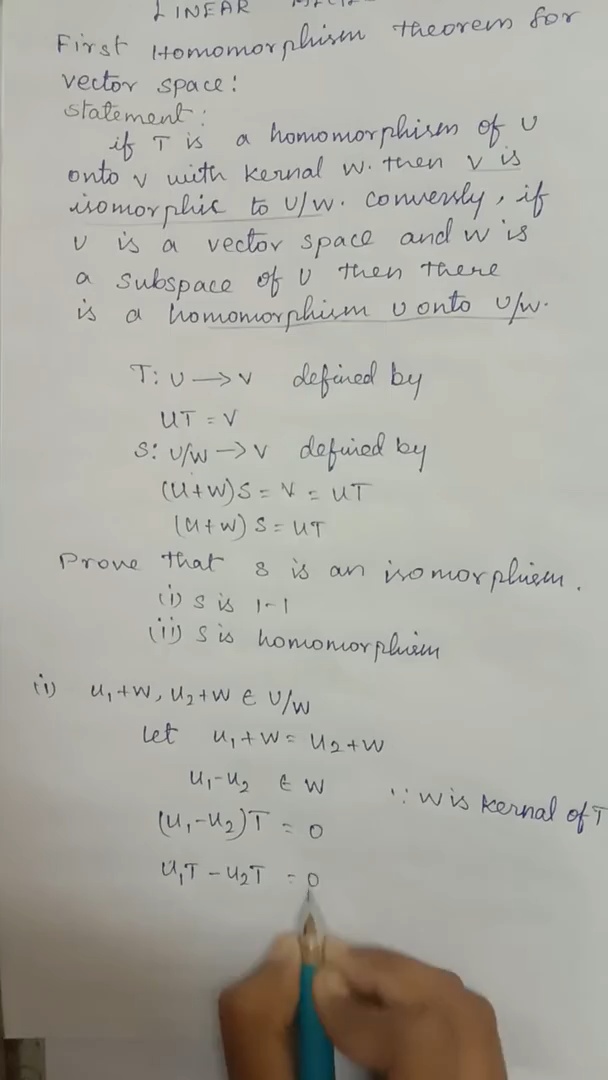 LINEAR
First Homomorphism theorem for
vector space:
statement:
if T is a homomorphism of U
onto V with kernal W. then V is
isomorphic to U/W. conversly, if
U is a vector space and W is
a subspace of U then there
is a homomorphism U onto U/W.
T: U → V defined by
UT = V
S: U/W → V defined by
(U+W)S = V = UT
(U+W) S = UT
Prove that S is an isomorphism.
(i) S is 1-1
(ii) S is homomorphism
(i) u₁+W, u₂+W ∈ U/W
Let u₁+W = u₂+W
u₁-u₂ ∈ W ∵ W is kernal of T
(u₁-u₂)T = 0
u₁T - u₂T = 0